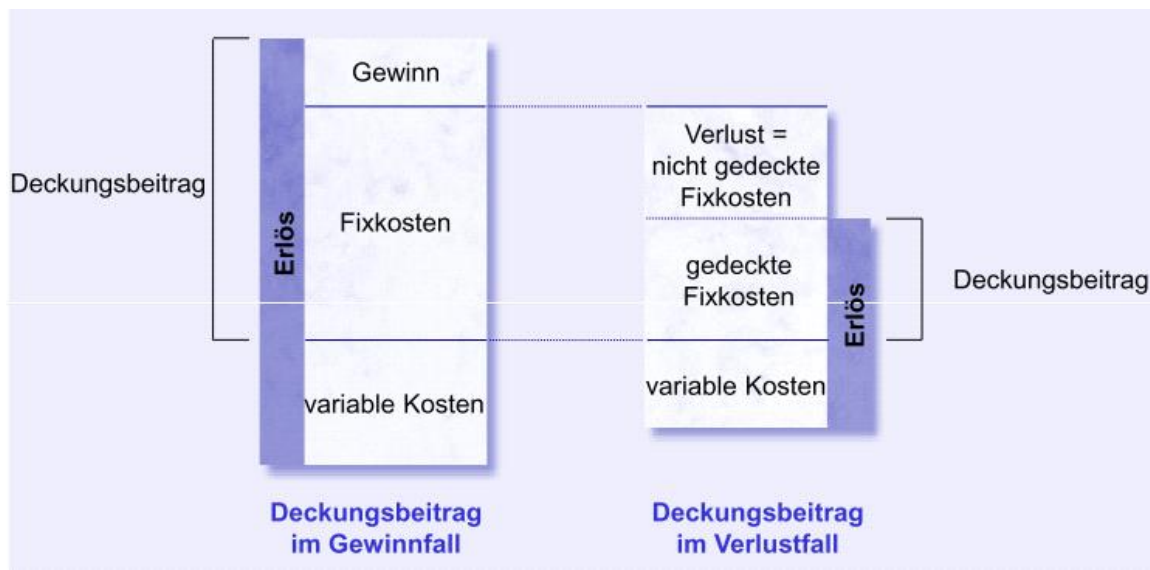 Gewinn
Deckungsbeitrag
Erlös
Fixkosten
variable Kosten
Verlust =
nicht gedeckte
Fixkosten
gedeckte
Fixkosten
Erlös
Deckungsbeitrag
variable Kosten
Deckungsbeitrag
im Gewinnfall
Deckungsbeitrag
im Verlustfall